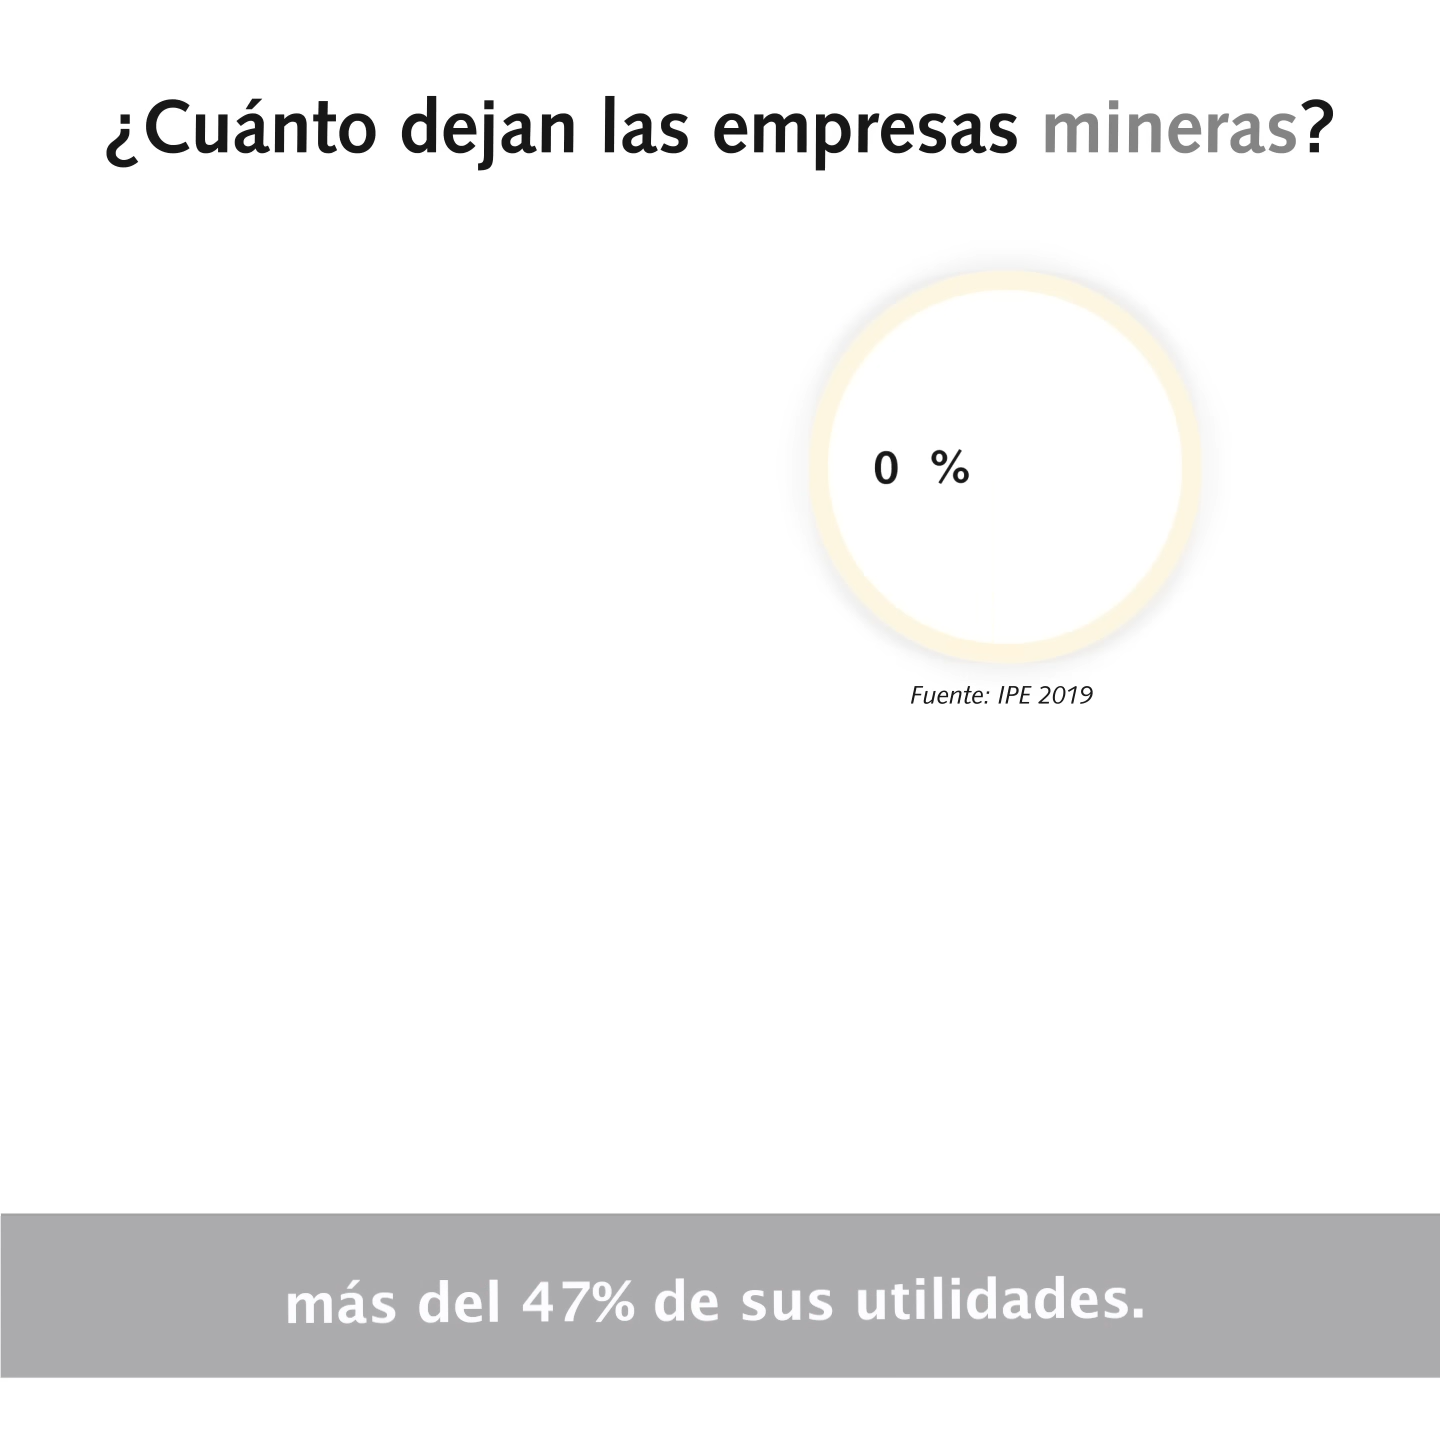 ¿Cuánto dejan las empresas mineras?
0 %
Fuente: IPE 2019
más del 47% de sus utilidades.